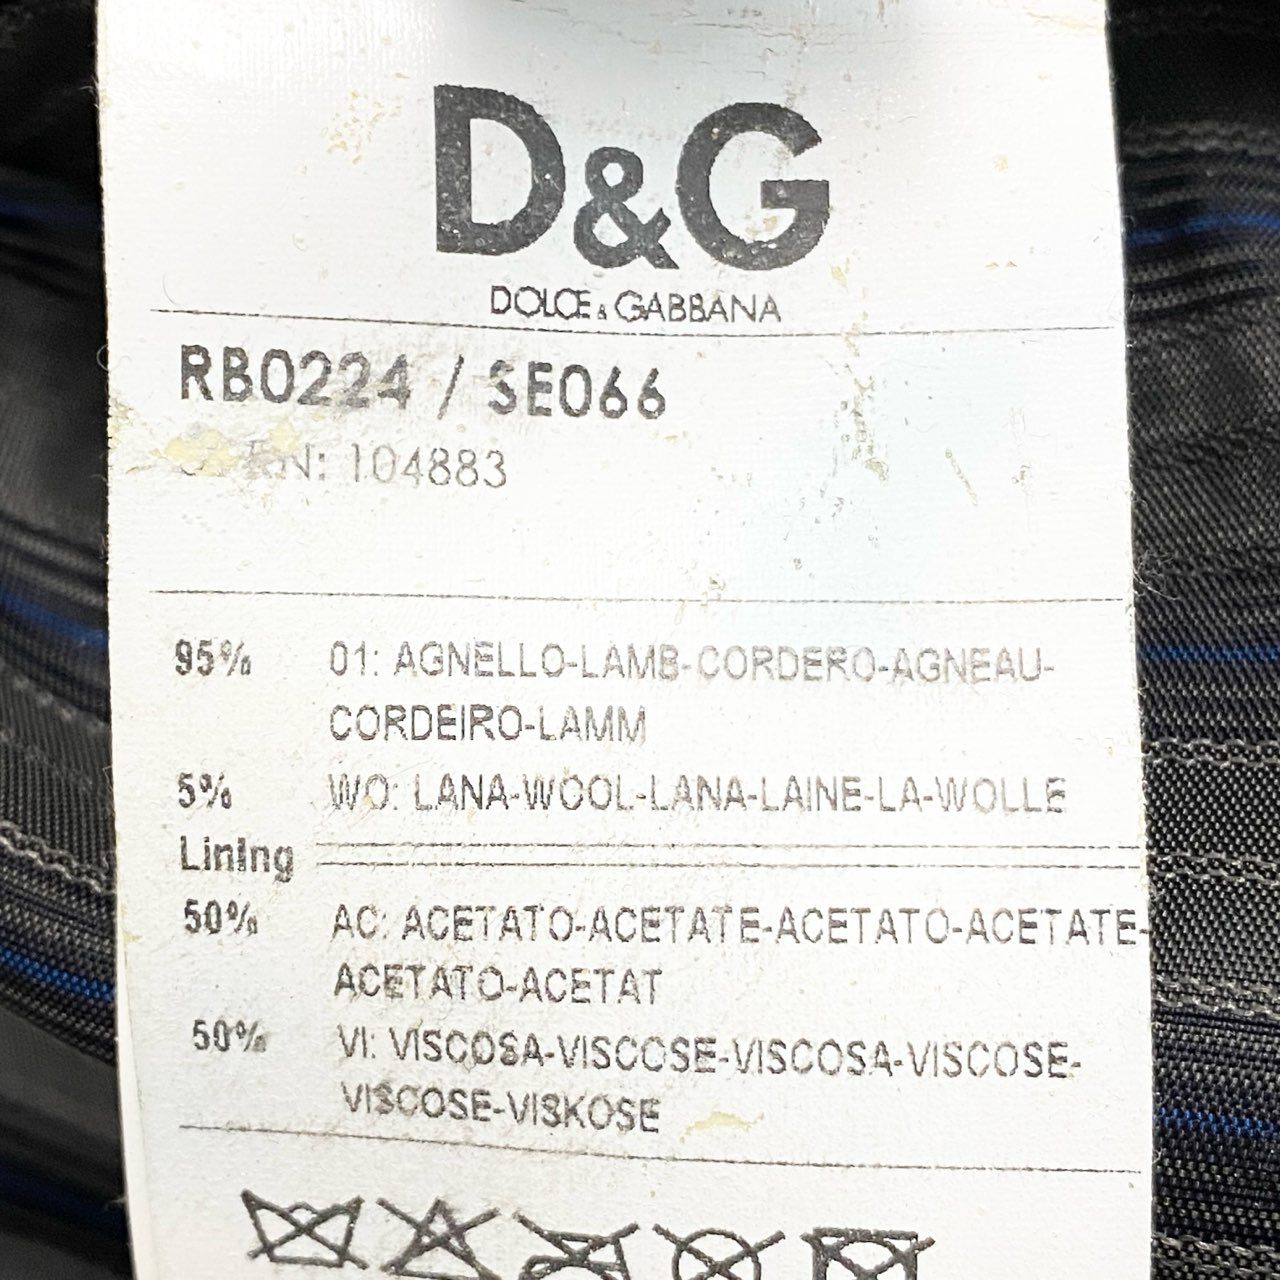 D&G
DOLCE & GABBANA
RB0224 / SE066
RN: 104883
95% 01: AGNELLO-LAMB-CORDERO-AGNEAU-
CORDEIRO-LAMM
5% WO: LANA-WOOL-LANA-LAINE-LA-WOLLE
Lining
50% AC: ACETATO-ACETATE-ACETATO-ACETATE-
ACETATO-ACETAT
50% VI: VISCOSA-VISCOSE-VISCOSA-VISCOSE-
VISCOSE-VISKOSE